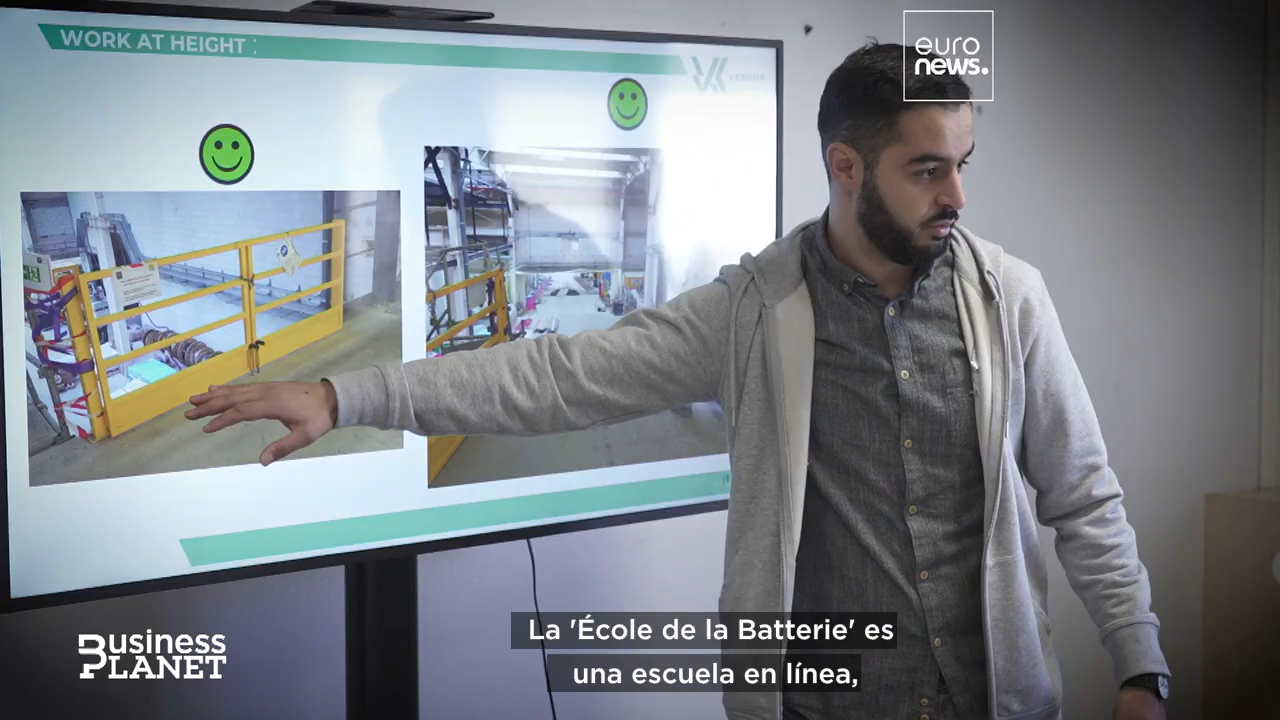 WORK AT HEIGHT :
euro
news.
VERKOR
Business
PLANET
La 'École de la Batterie' es
una escuela en línea,